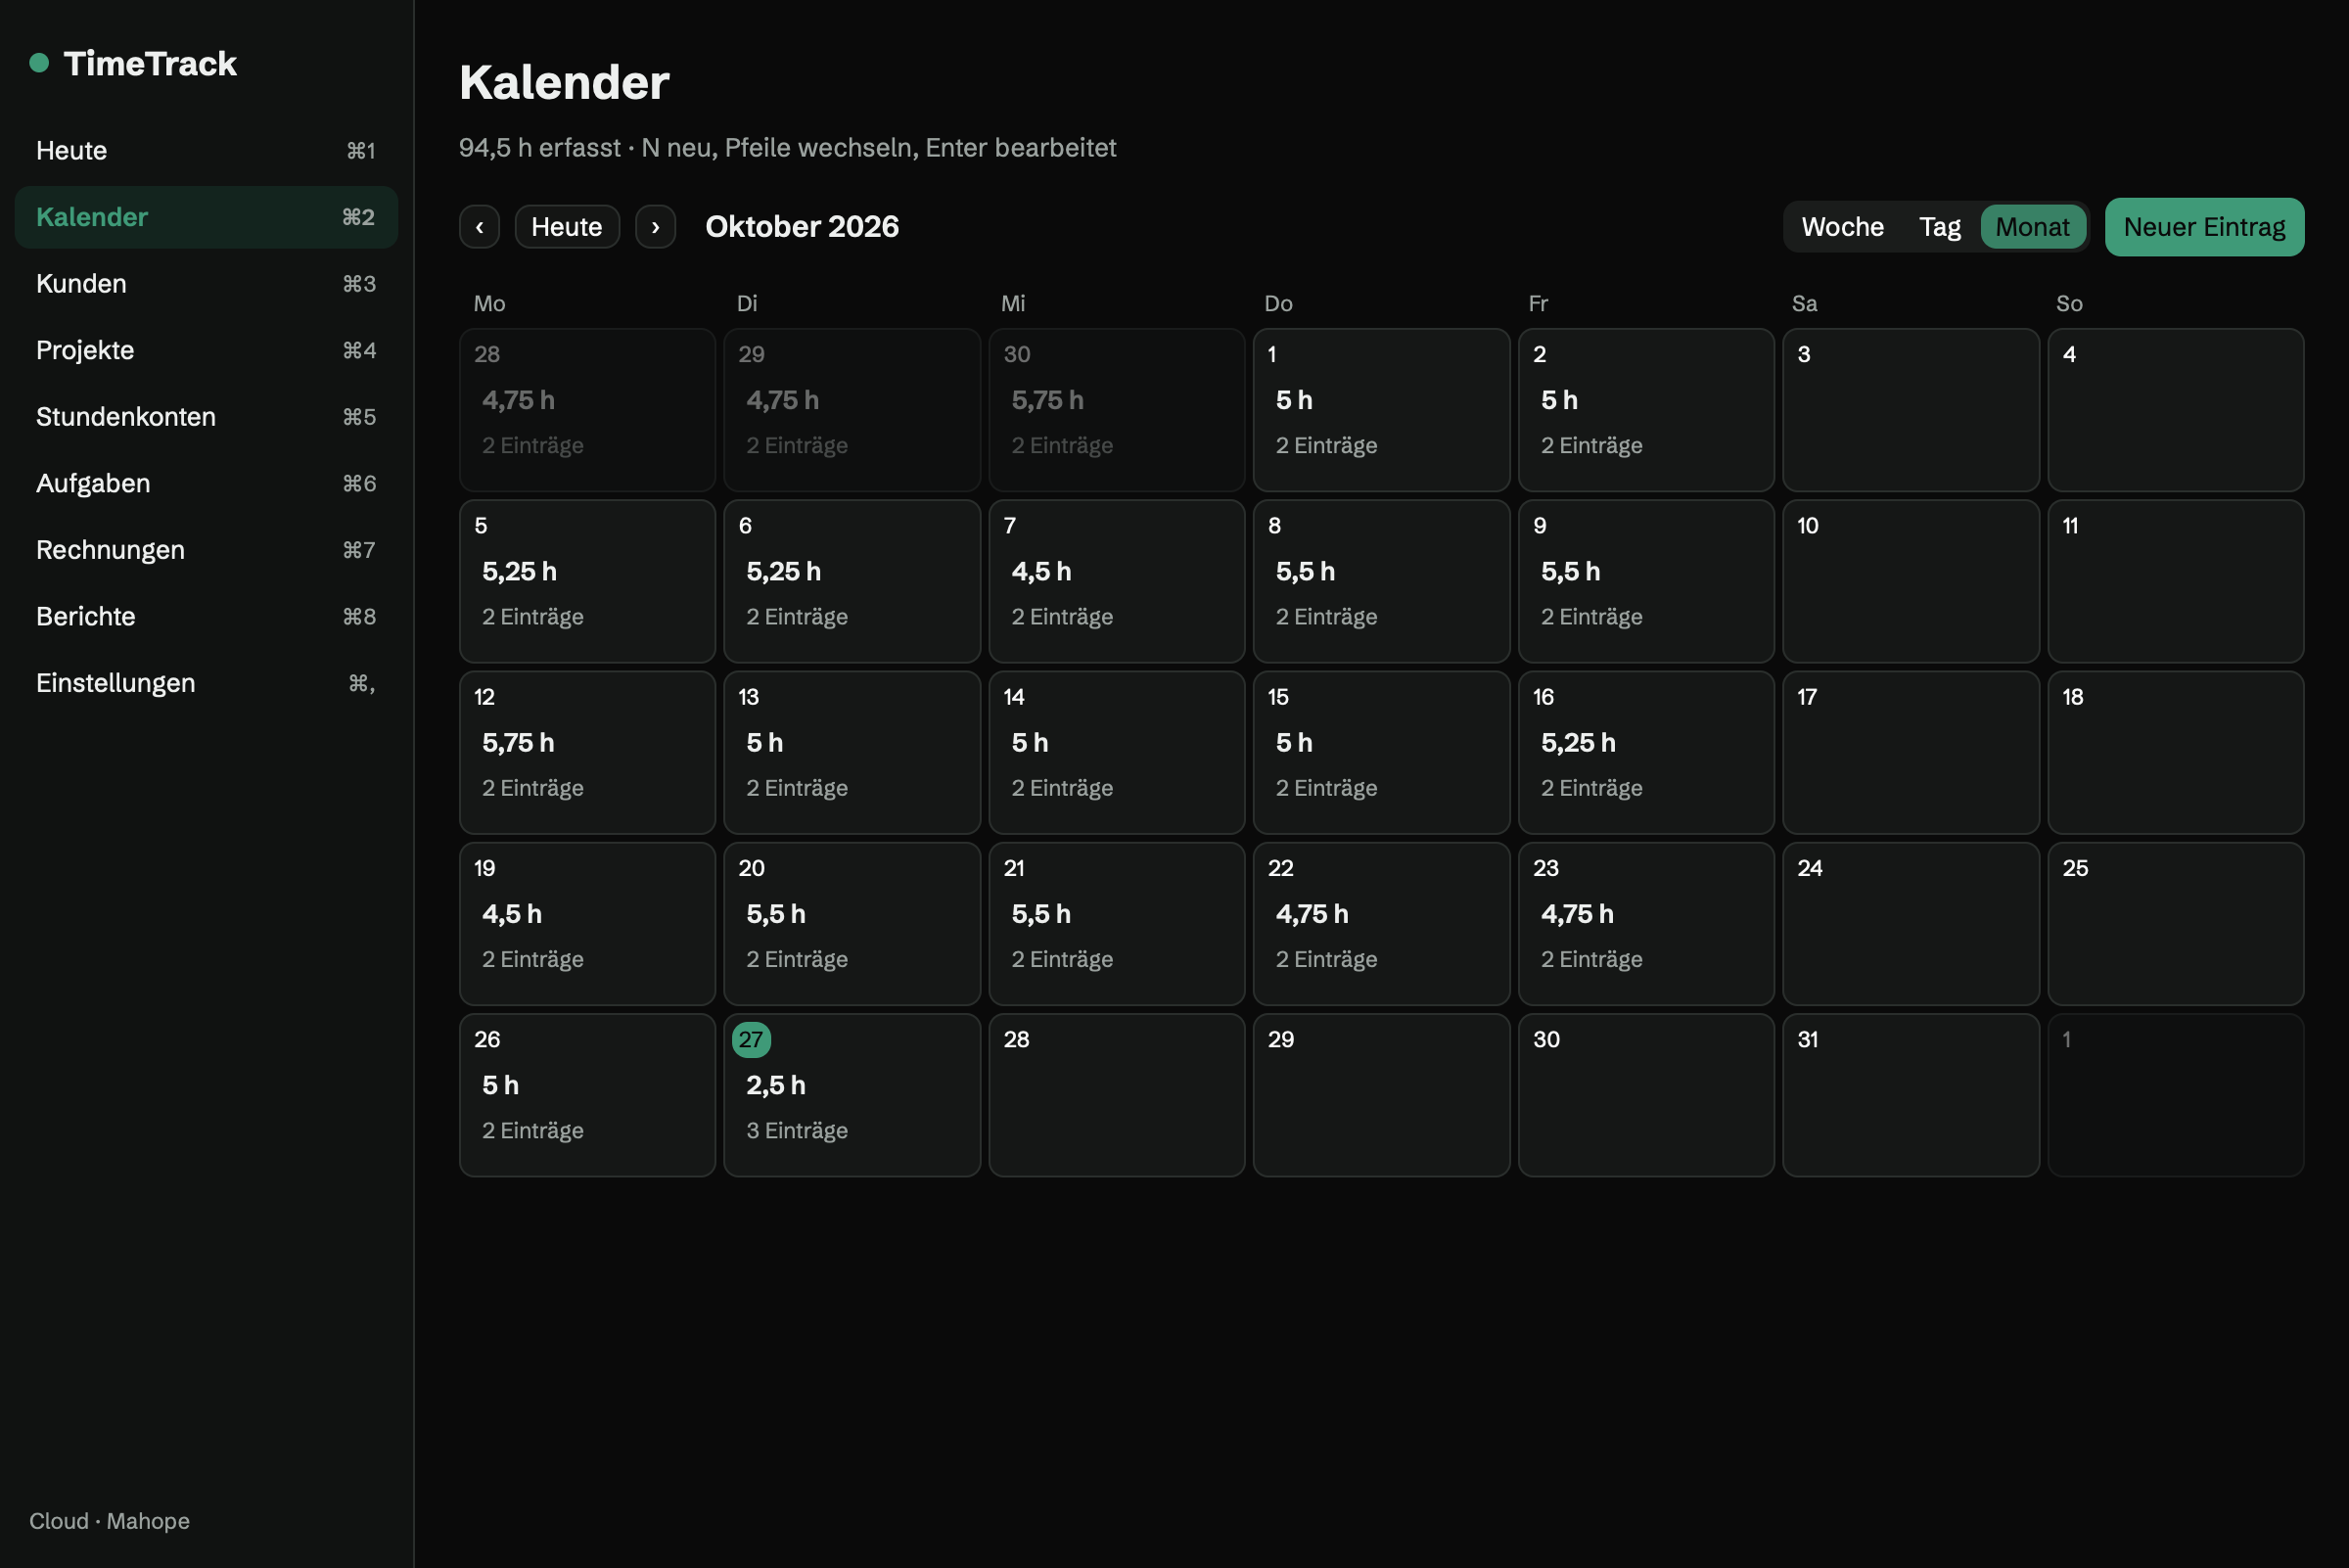 TimeTrack
Heute ⌘1
Kalender ⌘2
Kunden ⌘3
Projekte ⌘4
Stundenkonten ⌘5
Aufgaben ⌘6
Rechnungen ⌘7
Berichte ⌘8
Einstellungen ⌘,
Cloud · Mahope
Kalender
94,5 h erfasst · N neu, Pfeile wechseln, Enter bearbeitet
‹ Heute › Oktober 2026 Woche Tag Monat Neuer Eintrag
Mo Di Mi Do Fr Sa So
28 29 30 1 2 3 4
4,75 h 4,75 h 5,75 h 5 h 5 h
2 Einträge 2 Einträge 2 Einträge 2 Einträge 2 Einträge
5 6 7 8 9 10 11
5,25 h 5,25 h 4,5 h 5,5 h 5,5 h
2 Einträge 2 Einträge 2 Einträge 2 Einträge 2 Einträge
12 13 14 15 16 17 18
5,75 h 5 h 5 h 5 h 5,25 h
2 Einträge 2 Einträge 2 Einträge 2 Einträge 2 Einträge
19 20 21 22 23 24 25
4,5 h 5,5 h 5,5 h 4,75 h 4,75 h
2 Einträge 2 Einträge 2 Einträge 2 Einträge 2 Einträge
26 27 28 29 30 31 1
5 h 2,5 h
2 Einträge 3 Einträge